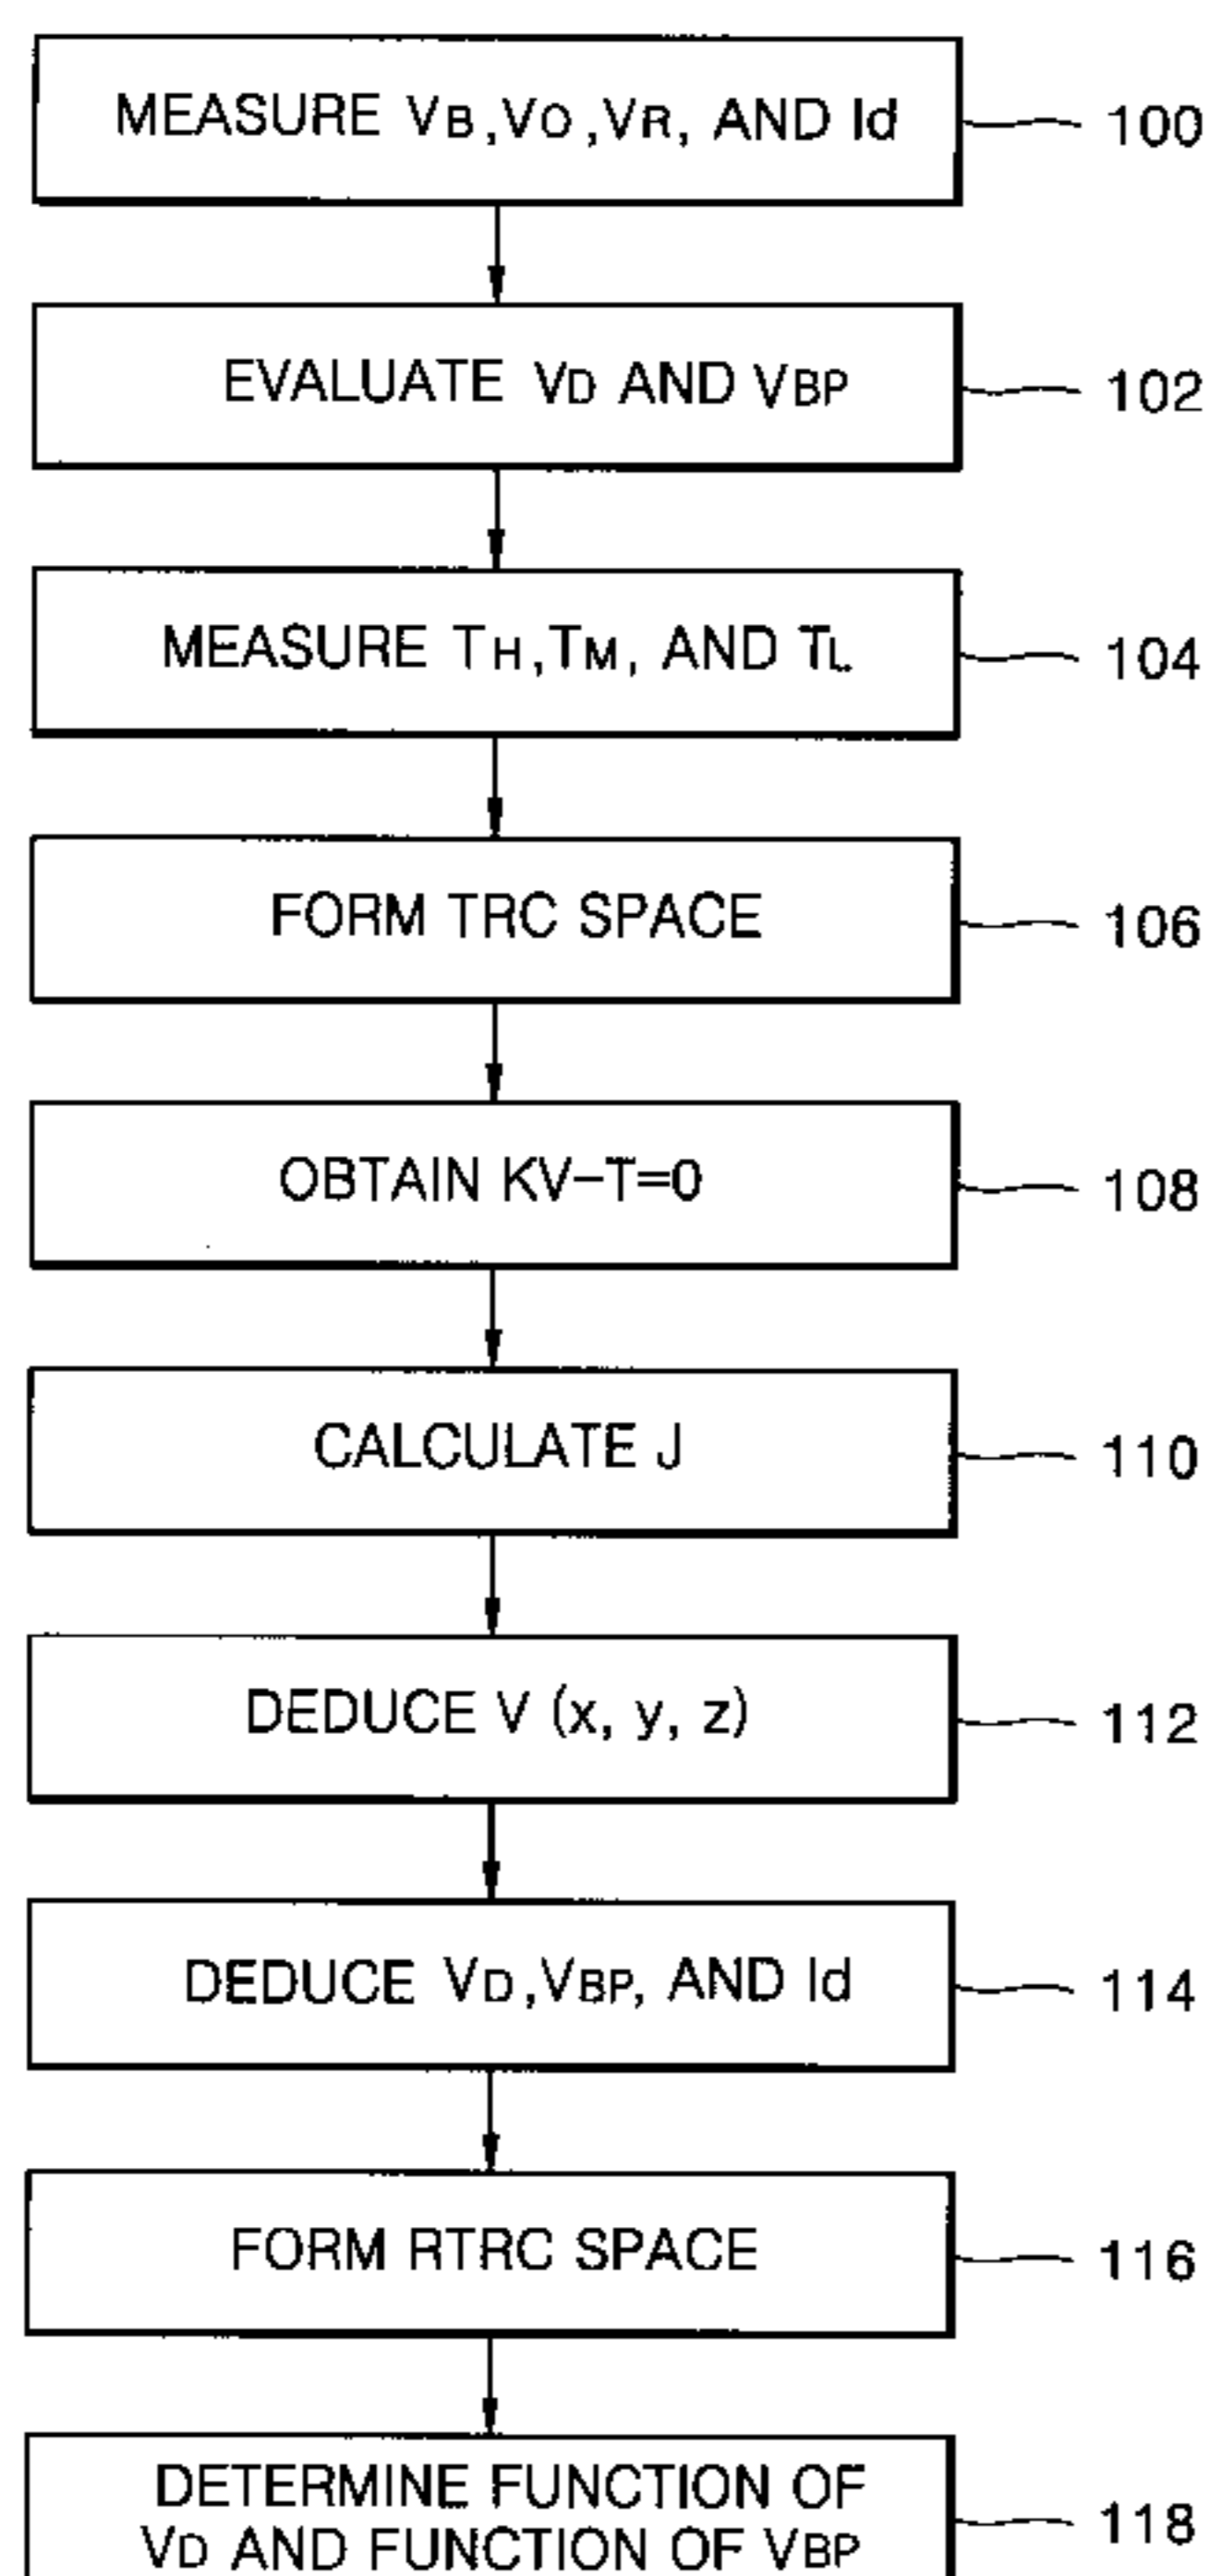 MEASURE VB,VO,VR, AND Id 100
EVALUATE VD AND VBP 102
MEASURE TH,TM, AND TL 104
FORM TRC SPACE 106
OBTAIN KV-T=0 108
CALCULATE J 110
DEDUCE V (x, y, z) 112
DEDUCE VD,VBP, AND Id 114
FORM RTRC SPACE 116
DETERMINE FUNCTION OF
VD AND FUNCTION OF VBP 118